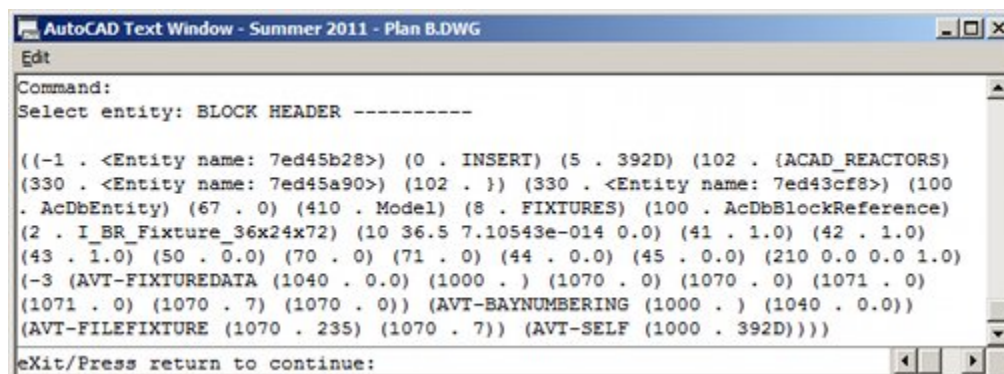 AutoCAD Text Window - Summer 2011 - Plan B.DWG
Edit
Command:
Select entity: BLOCK HEADER ----------
((-1 . <Entity name: 7ed45b28>) (0 . INSERT) (5 . 392D) (102 . {ACAD_REACTORS)
(330 . <Entity name: 7ed45a90>) (102 . }) (330 . <Entity name: 7ed43cf8>) (100
. AcDbEntity) (67 . 0) (410 . Model) (8 . FIXTURES) (100 . AcDbBlockReference)
(2 . I_BR_Fixture_36x24x72) (10 36.5 7.10543e-014 0.0) (41 . 1.0) (42 . 1.0)
(43 . 1.0) (50 . 0.0) (70 . 0) (71 . 0) (44 . 0.0) (45 . 0.0) (210 0.0 0.0 1.0)
(-3 (AVT-FIXTUREDATA (1040 . 0.0) (1000 . ) (1070 . 0) (1070 . 0) (1071 . 0)
(1071 . 0) (1070 . 7) (1070 . 0)) (AVT-BAYNUMBERING (1000 . ) (1040 . 0.0))
(AVT-FILEFIXTURE (1070 . 235) (1070 . 7)) (AVT-SELF (1000 . 392D))))
eXit/Press return to continue: